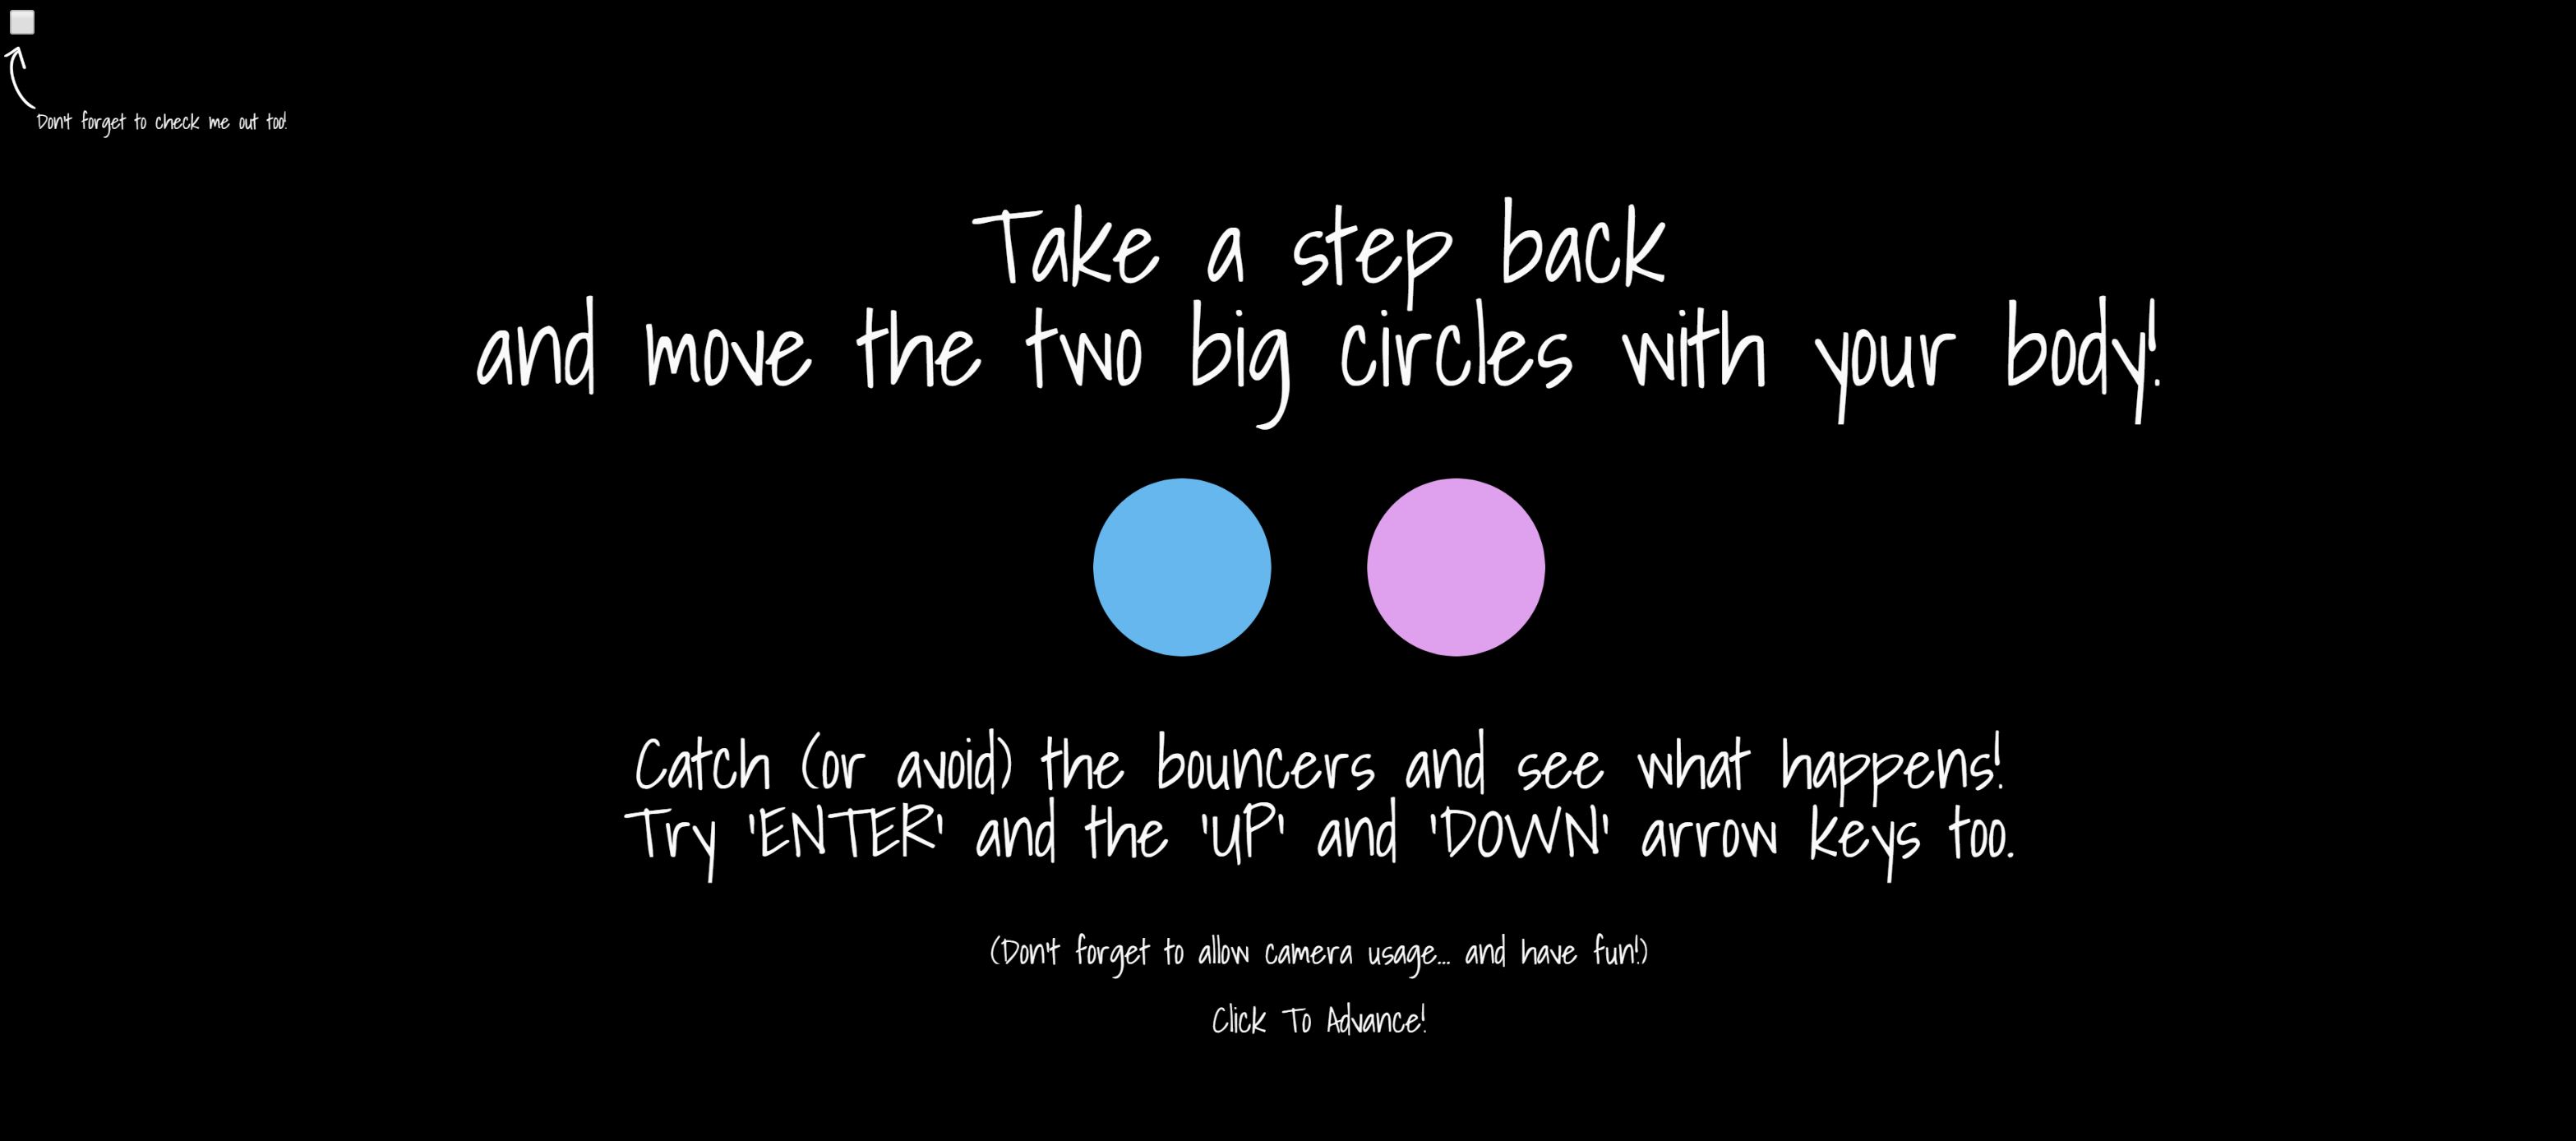 Don't forget to check me out too!
Take a step back
and move the two big circles with your body!
Catch (or avoid) the bouncers and see what happens!
Try 'ENTER' and the 'UP' and 'DOWN' arrow keys too.
(Don't forget to allow camera usage... and have fun!)
Click To Advance!